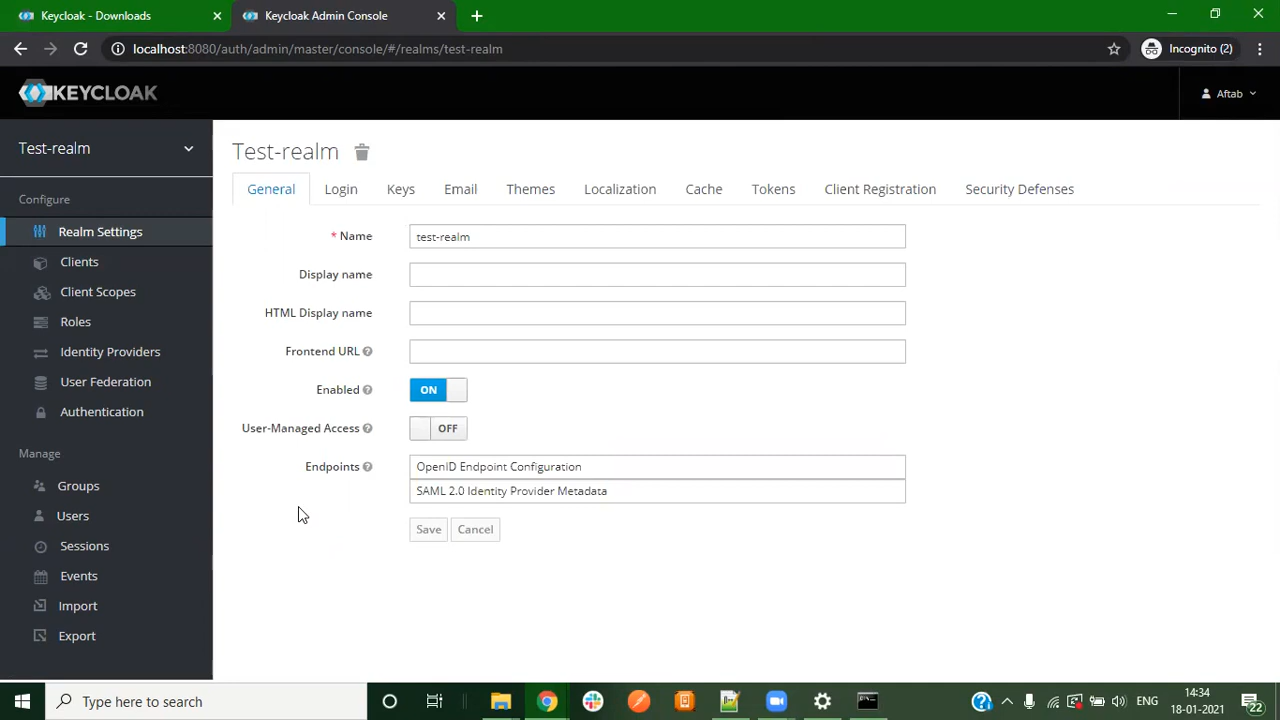 Keycloak - Downloads
Keycloak Admin Console
localhost:8080/auth/admin/master/console/#/realms/test-realm
Incognito (2)
KEYCLOAK
Aftab
Test-realm
Configure
Realm Settings
Clients
Client Scopes
Roles
Identity Providers
User Federation
Authentication
Manage
Groups
Users
Sessions
Events
Import
Export
Test-realm
General Login Keys Email Themes Localization Cache Tokens Client Registration Security Defenses
* Name test-realm
Display name
HTML Display name
Frontend URL
Enabled ON
User-Managed Access OFF
Endpoints OpenID Endpoint Configuration
SAML 2.0 Identity Provider Metadata
Save Cancel
Type here to search
ENG
14:34
18-01-2021
22